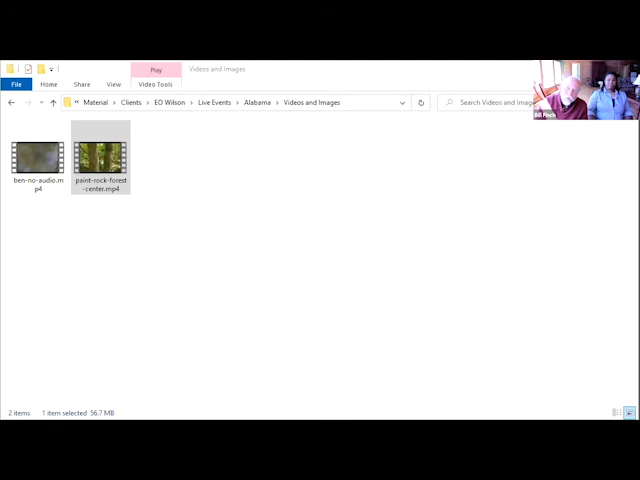 Play
Videos and Images
File
Home
Share
View
Video Tools
Material
Clients
EO Wilson
Live Events
Alabama
Videos and Images
Search Videos and Imag
Bill Finch
ben-no-audio.m
p4
paint-rock-forest
-center.mp4
2 items
1 item selected 56.7 MB